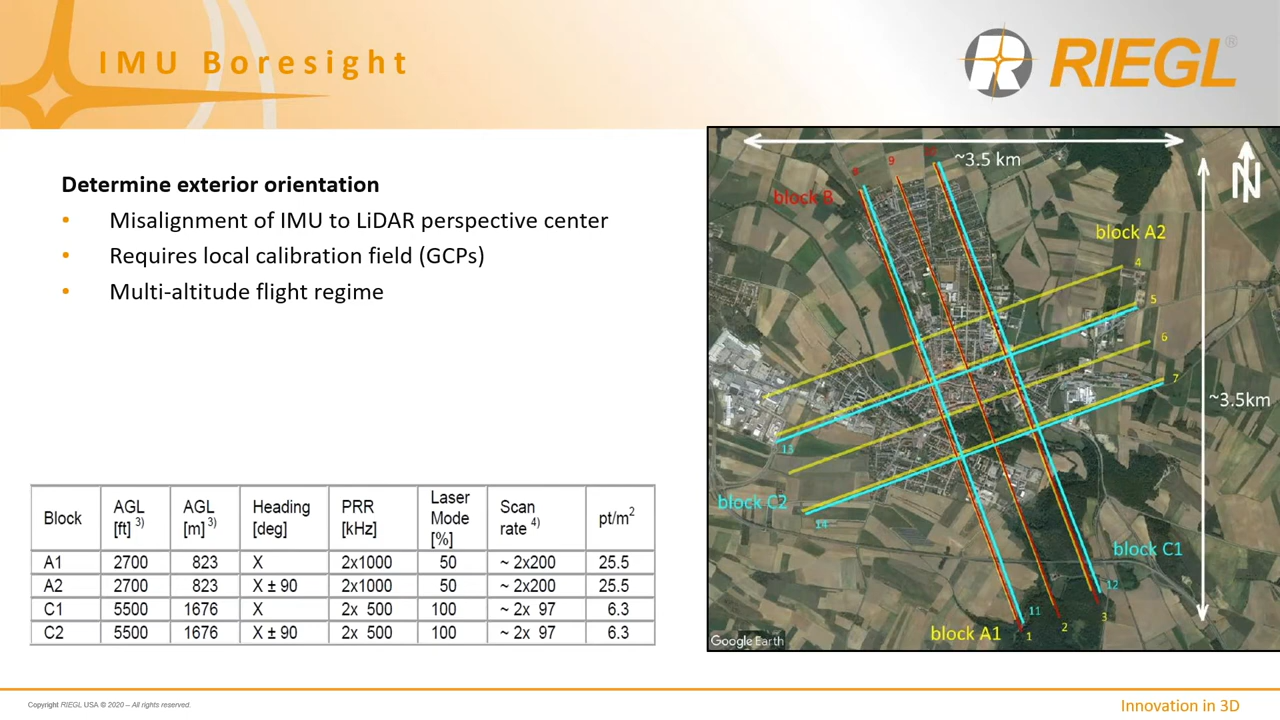 IMU Boresight
RIEGL®
Determine exterior orientation
• Misalignment of IMU to LiDAR perspective center
• Requires local calibration field (GCPs)
• Multi-altitude flight regime
Block AGL [ft] 3) AGL [m] 3) Heading [deg] PRR [kHz] Laser Mode [%] Scan rate 4) pt/m2
A1 2700 823 X 2x1000 50 ~ 2x200 25.5
A2 2700 823 X ± 90 2x1000 50 ~ 2x200 25.5
C1 5500 1676 X 2x 500 100 ~ 2x 97 6.3
C2 5500 1676 X ± 90 2x 500 100 ~ 2x 97 6.3
~3.5 km
N
8
9
10
block B
block A2
4
5
6
7
~3.5km
13
block C2
14
block C1
12
11
block A1
1
2
3
Google Earth
Copyright RIEGL USA © 2020 – All rights reserved.
Innovation in 3D